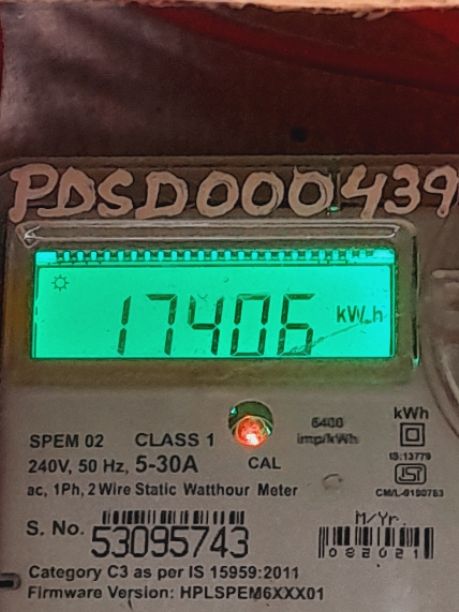 PDSD000439
17406 kW h
SPEM 02 CLASS 1
240V, 50 Hz, 5-30A CAL
6400 imp/kWh
kWh
IS:13779
CM/L-9190783
ac, 1Ph, 2 Wire Static Watthour Meter
S. No. 53095743
M/Yr.
082021
Category C3 as per IS 15959:2011
Firmware Version: HPLSPEM6XXX01